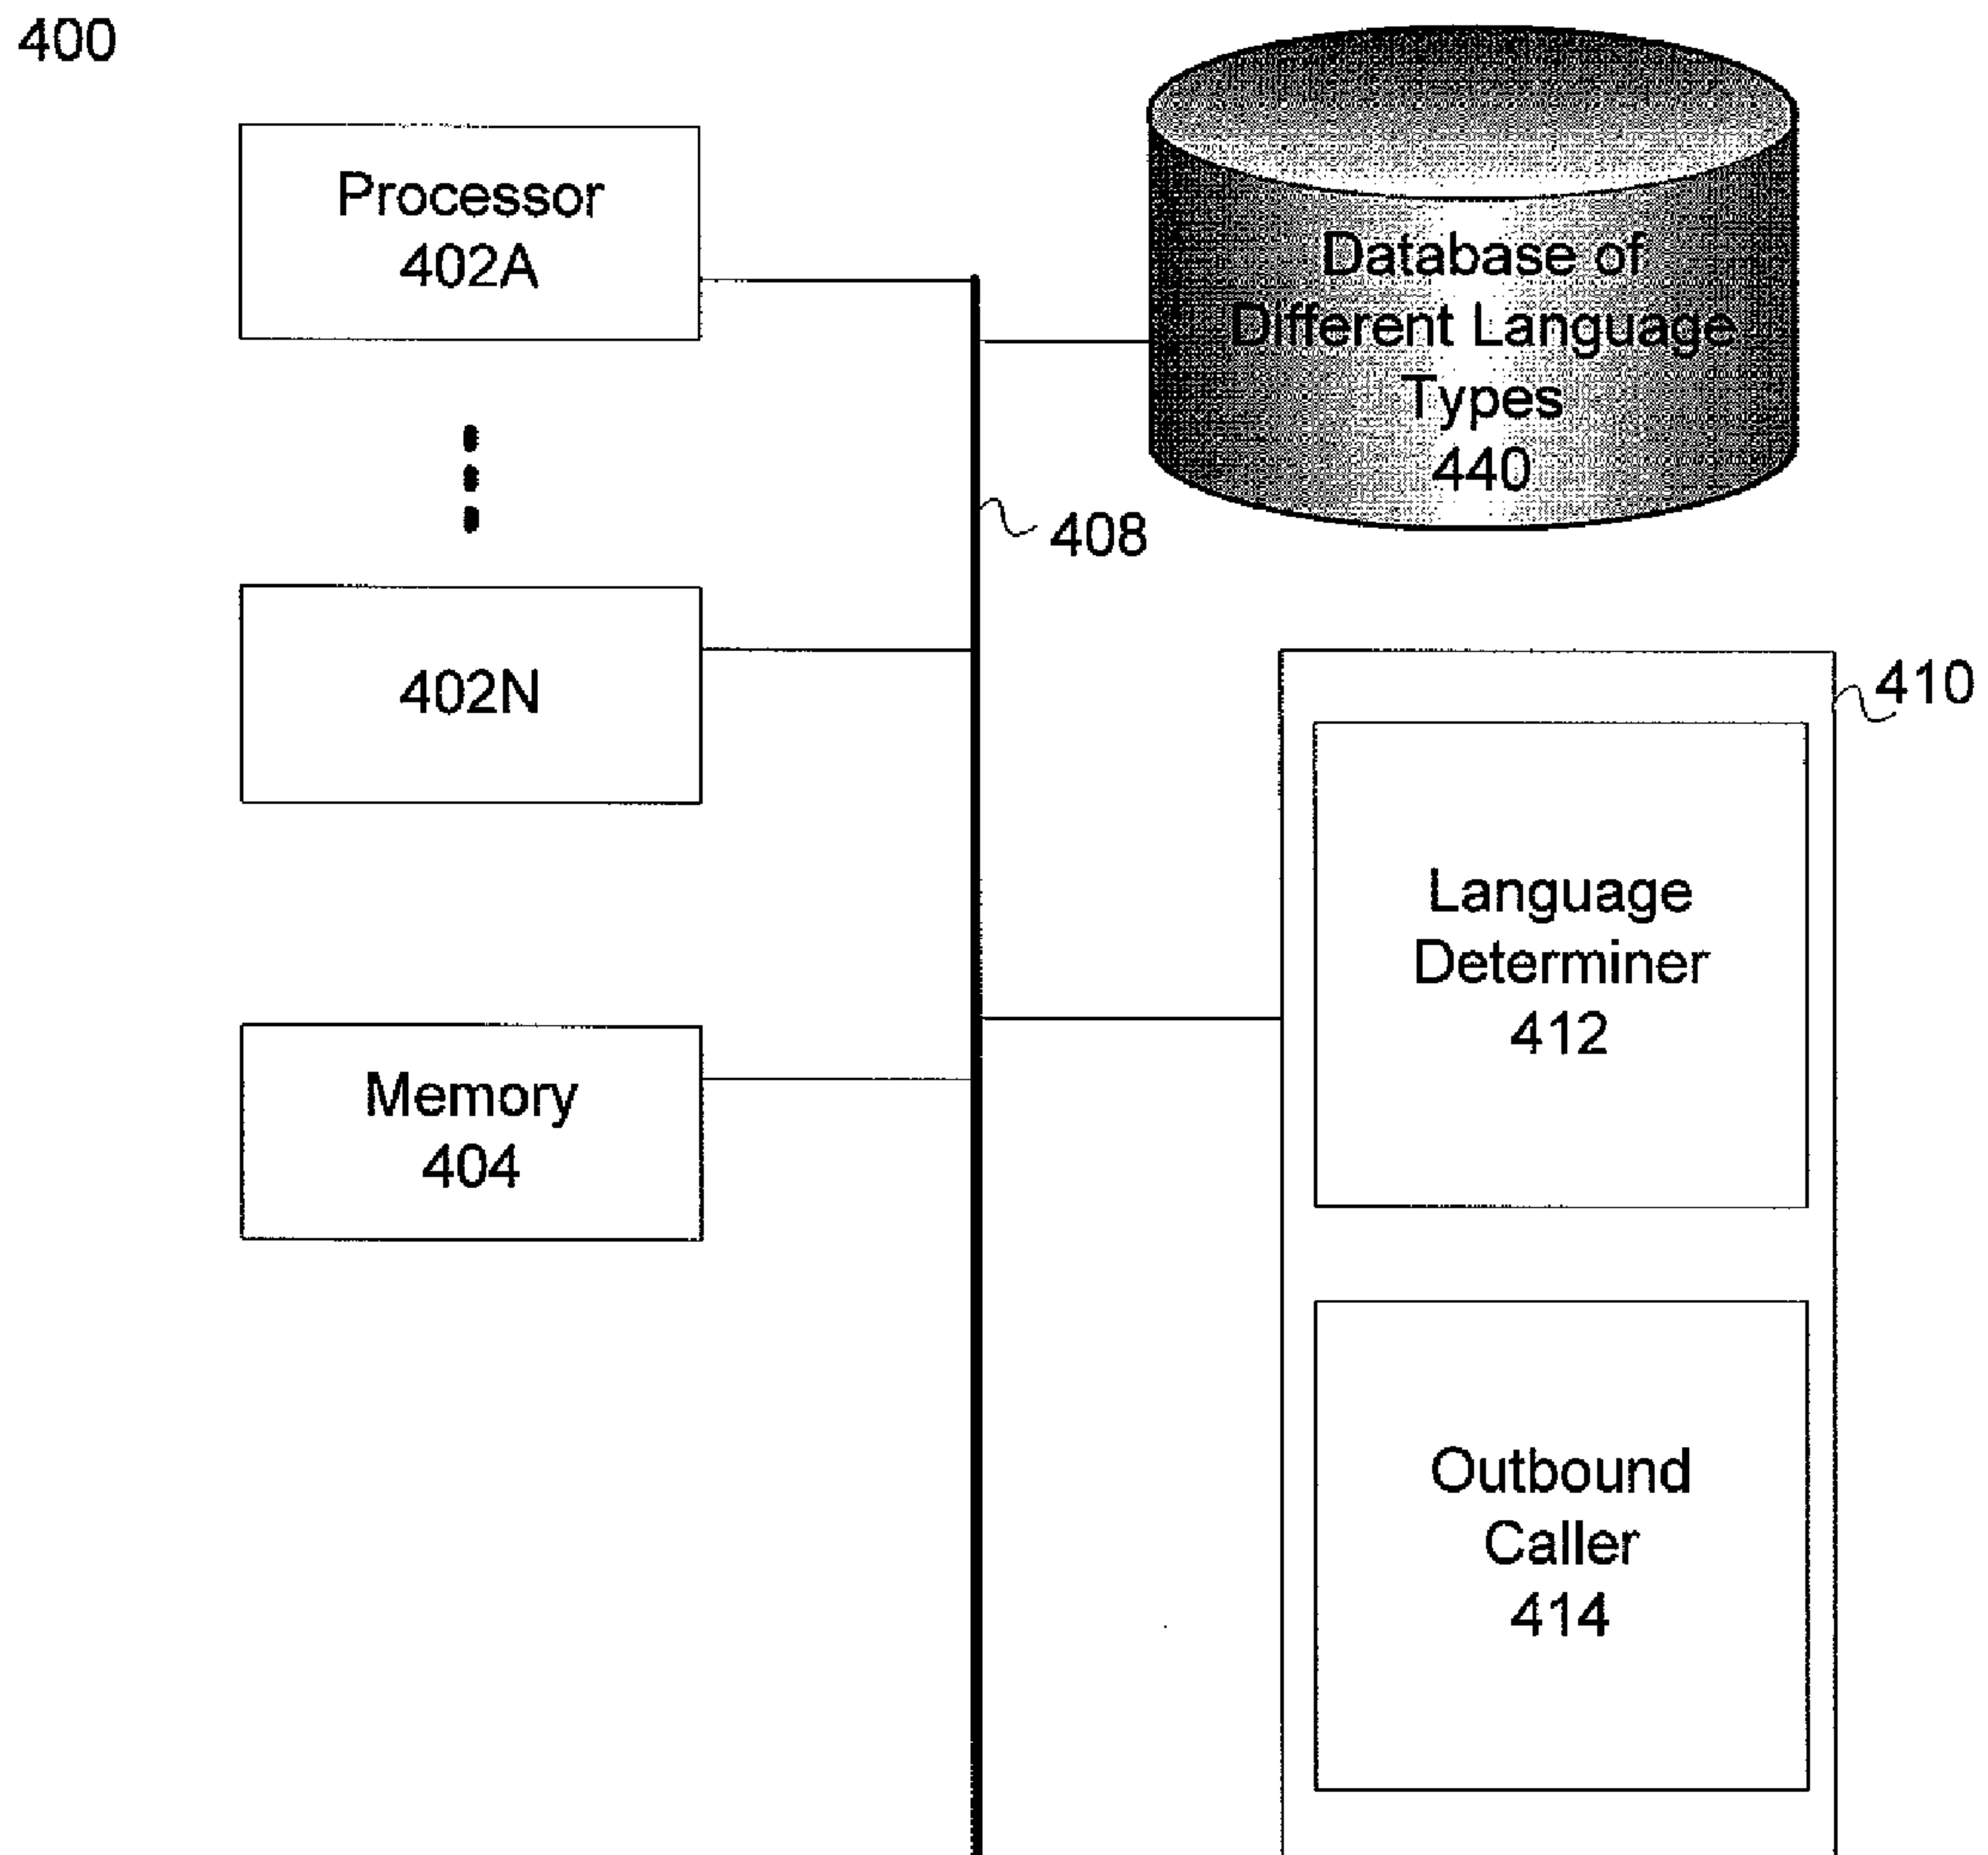 400
Processor
402A
Database of
Different Language
Types
440
408
402N
410
Language
Determiner
412
Memory
404
Outbound
Caller
414